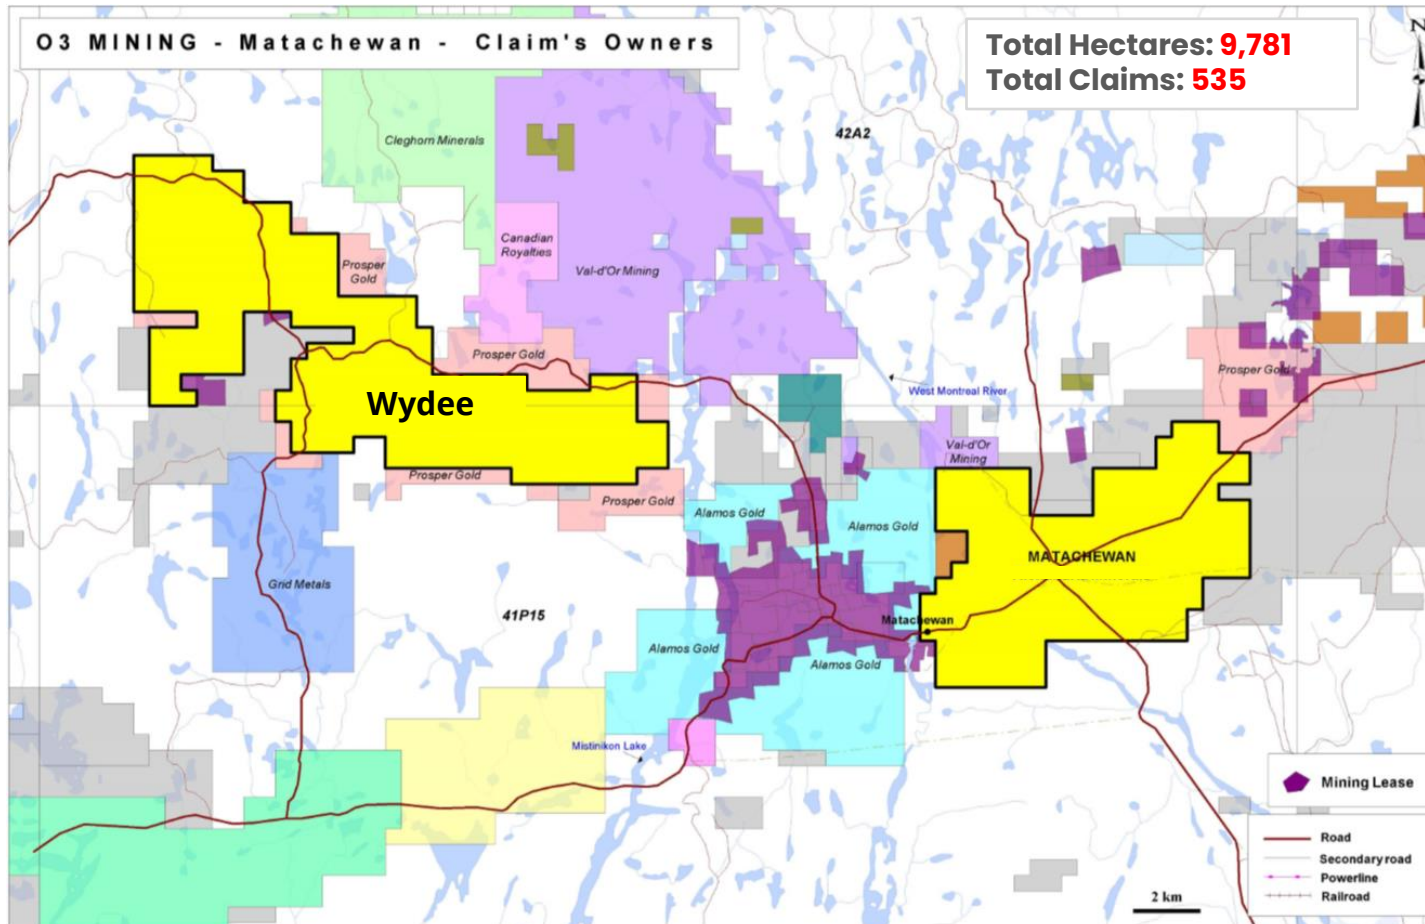 O3 MINING - Matachewan - Claim's Owners
Total Hectares: 9,781
Total Claims: 535
N
42A2
Cleghorn Minerals
Canadian
Royalties
Val-d'Or Mining
Prosper
Gold
Prosper Gold
Prosper Gold
West Montreal River
Wydee
Val-d'Or
Mining
Prosper Gold
Prosper Gold
Alamos Gold
Alamos Gold
MATACHEWAN
Grid Metals
41P15
Matachewan
Alamos Gold
Alamos Gold
Mistinikon Lake
Mining Lease
Road
Secondary road
Powerline
Railroad
2 km